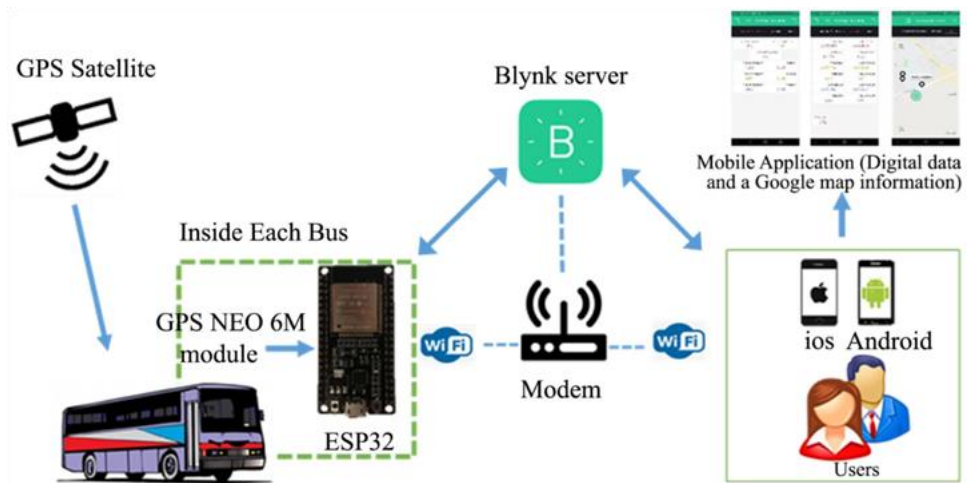 GPS Satellite
Blynk server
B
Mobile Application (Digital data
and a Google map information)
Inside Each Bus
GPS NEO 6M
module
ESP32
WiFi
Modem
WiFi
ios Android
Users